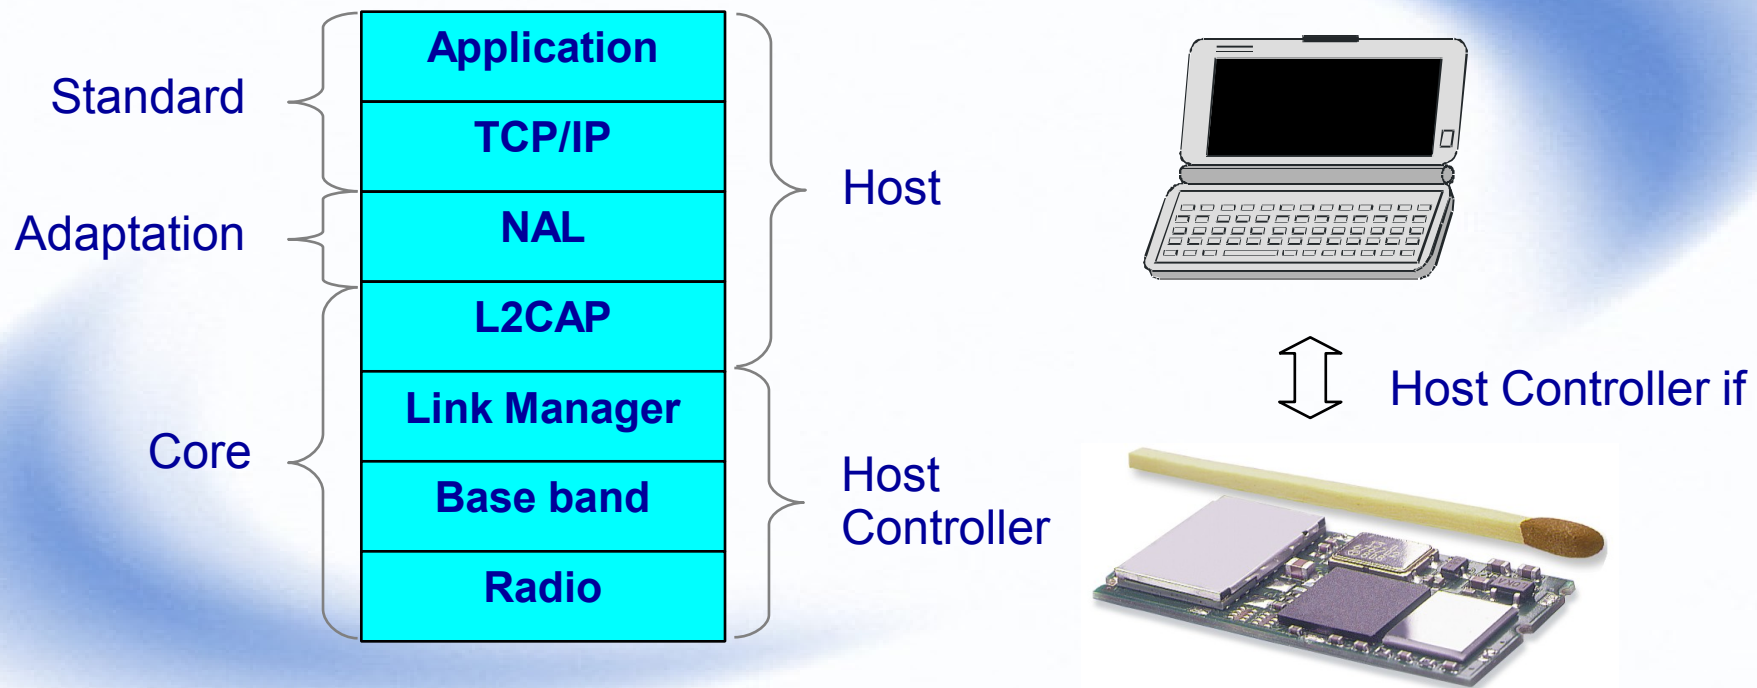 Standard
Adaptation
Core
Application
TCP/IP
NAL
L2CAP
Link Manager
Base band
Radio
Host
Host
Controller
Host Controller if